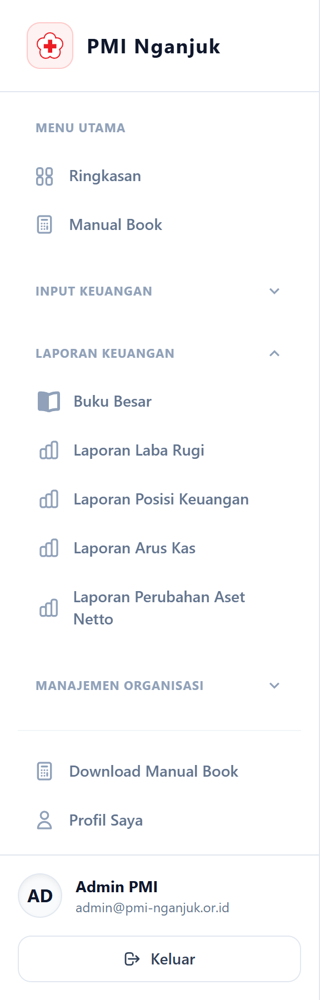 PMI Nganjuk
MENU UTAMA
Ringkasan
Manual Book
INPUT KEUANGAN
LAPORAN KEUANGAN
Buku Besar
Laporan Laba Rugi
Laporan Posisi Keuangan
Laporan Arus Kas
Laporan Perubahan Aset
Netto
MANAJEMEN ORGANISASI
Download Manual Book
Profil Saya
AD
Admin PMI
admin@pmi-nganjuk.or.id
Keluar